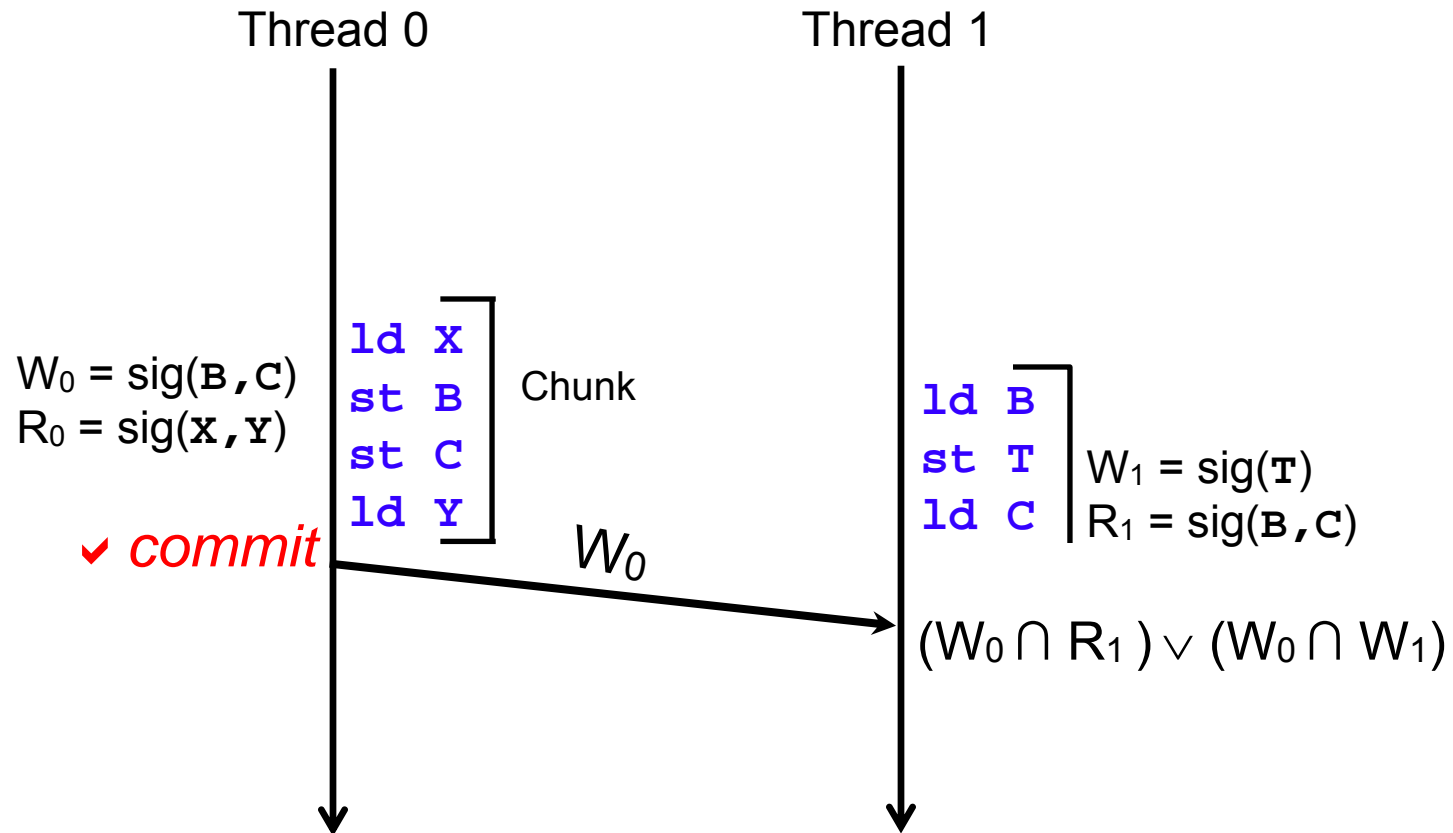 Thread 0
Thread 1
ld X
st B
st C
ld Y
Chunk
W₀ = sig(B,C)
R₀ = sig(X,Y)
✔ commit
W₀
ld B
st T
ld C
W₁ = sig(T)
R₁ = sig(B,C)
(W₀ ∩ R₁ ) ∨ (W₀ ∩ W₁)